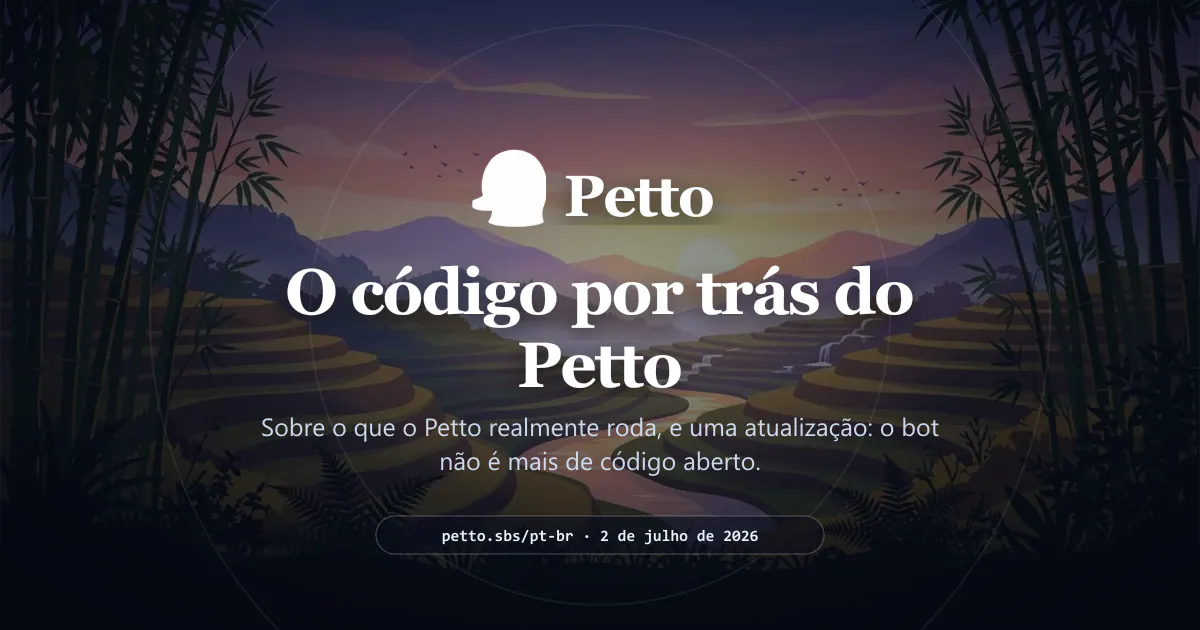 Petto
O código por trás do
Petto
Sobre o que o Petto realmente roda, e uma atualização: o bot
não é mais de código aberto.
petto.sbs/pt-br · 2 de julho de 2026